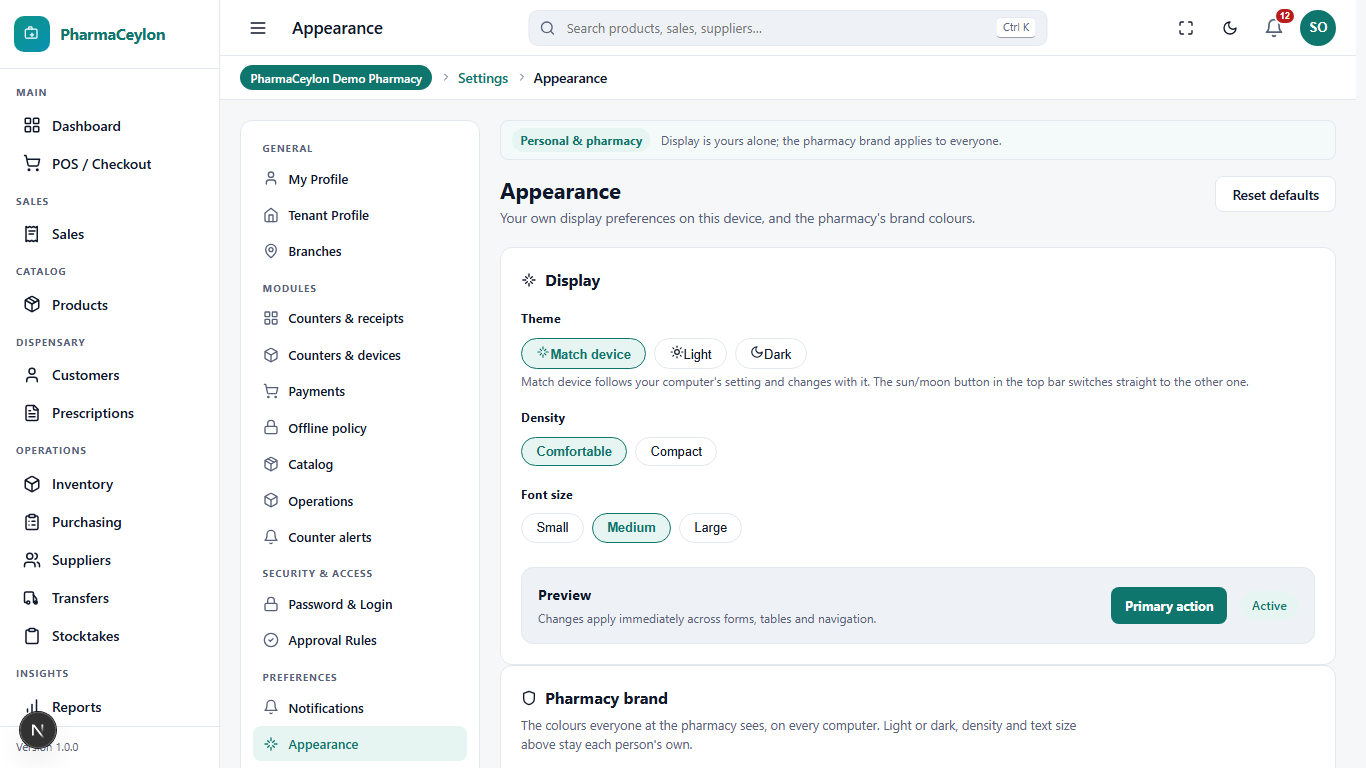 PharmaCeylon
Appearance
Search products, sales, suppliers...
Ctrl K
12
SO
PharmaCeylon Demo Pharmacy
Settings
Appearance
MAIN
Dashboard
POS / Checkout
SALES
Sales
CATALOG
Products
DISPENSARY
Customers
Prescriptions
OPERATIONS
Inventory
Purchasing
Suppliers
Transfers
Stocktakes
INSIGHTS
Reports
N
Version 1.0.0
GENERAL
My Profile
Tenant Profile
Branches
MODULES
Counters & receipts
Counters & devices
Payments
Offline policy
Catalog
Operations
Counter alerts
SECURITY & ACCESS
Password & Login
Approval Rules
PREFERENCES
Notifications
Appearance
Personal & pharmacy
Display is yours alone; the pharmacy brand applies to everyone.
Appearance
Your own display preferences on this device, and the pharmacy's brand colours.
Reset defaults
Display
Theme
Match device
Light
Dark
Match device follows your computer's setting and changes with it. The sun/moon button in the top bar switches straight to the other one.
Density
Comfortable
Compact
Font size
Small
Medium
Large
Preview
Changes apply immediately across forms, tables and navigation.
Primary action
Active
Pharmacy brand
The colours everyone at the pharmacy sees, on every computer. Light or dark, density and text size
above stay each person's own.